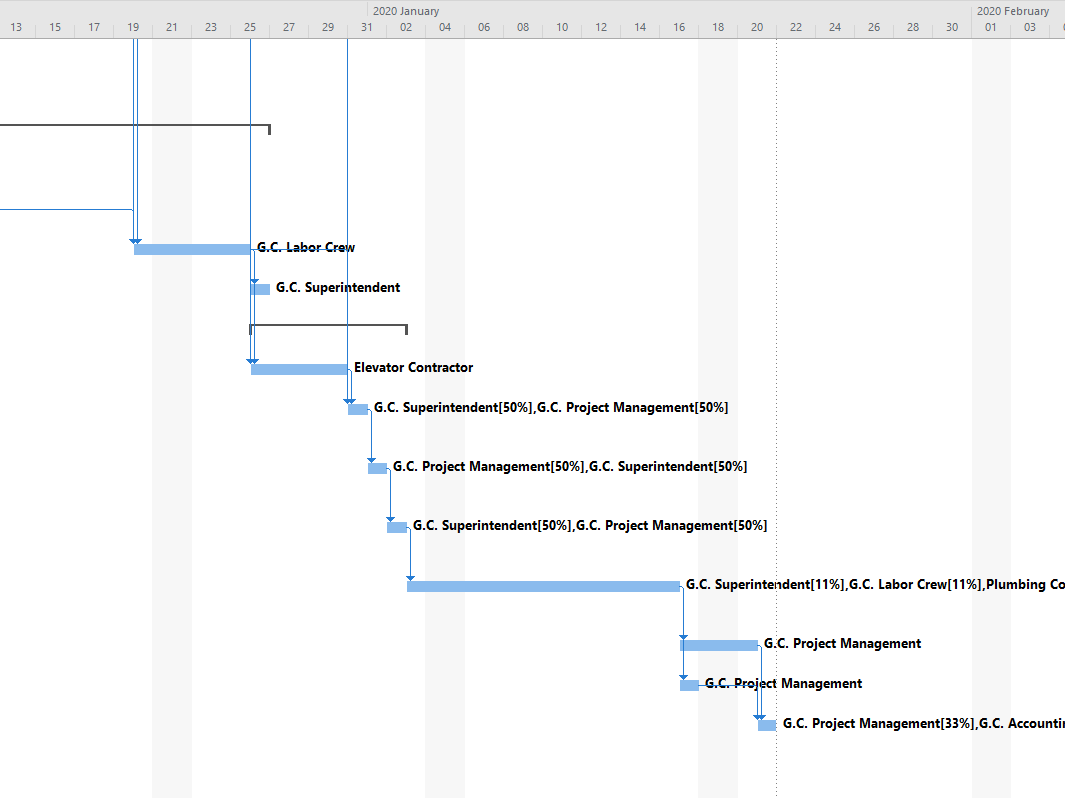 2020 January 2020 February
13 15 17 19 21 23 25 27 29 31 02 04 06 08 10 12 14 16 18 20 22 24 26 28 30 01 03
G.C. Labor Crew
G.C. Superintendent
Elevator Contractor
G.C. Superintendent[50%],G.C. Project Management[50%]
G.C. Project Management[50%],G.C. Superintendent[50%]
G.C. Superintendent[50%],G.C. Project Management[50%]
G.C. Superintendent[11%],G.C. Labor Crew[11%],Plumbing Co
G.C. Project Management
G.C. Project Management
G.C. Project Management[33%],G.C. Accounti